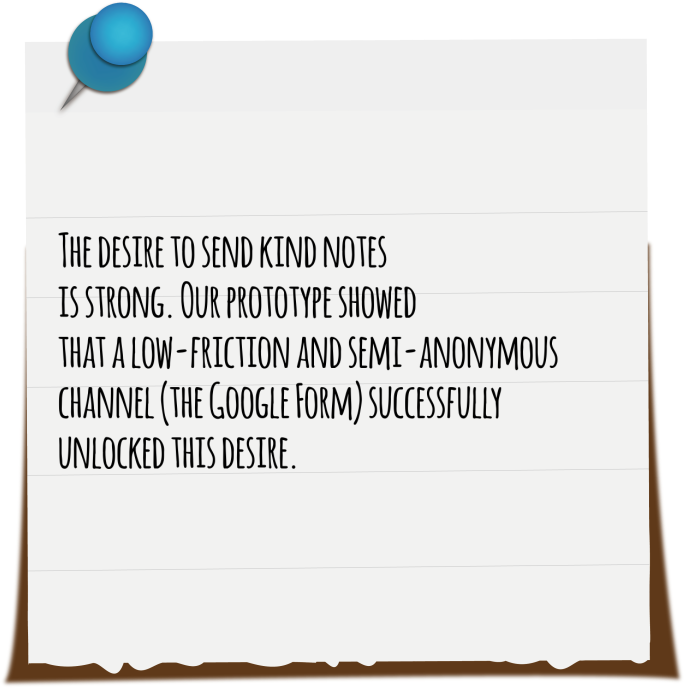 The desire to send kind notes
is strong. Our prototype showed
that a low-friction and semi-anonymous
channel (the Google Form) successfully
unlocked this desire.